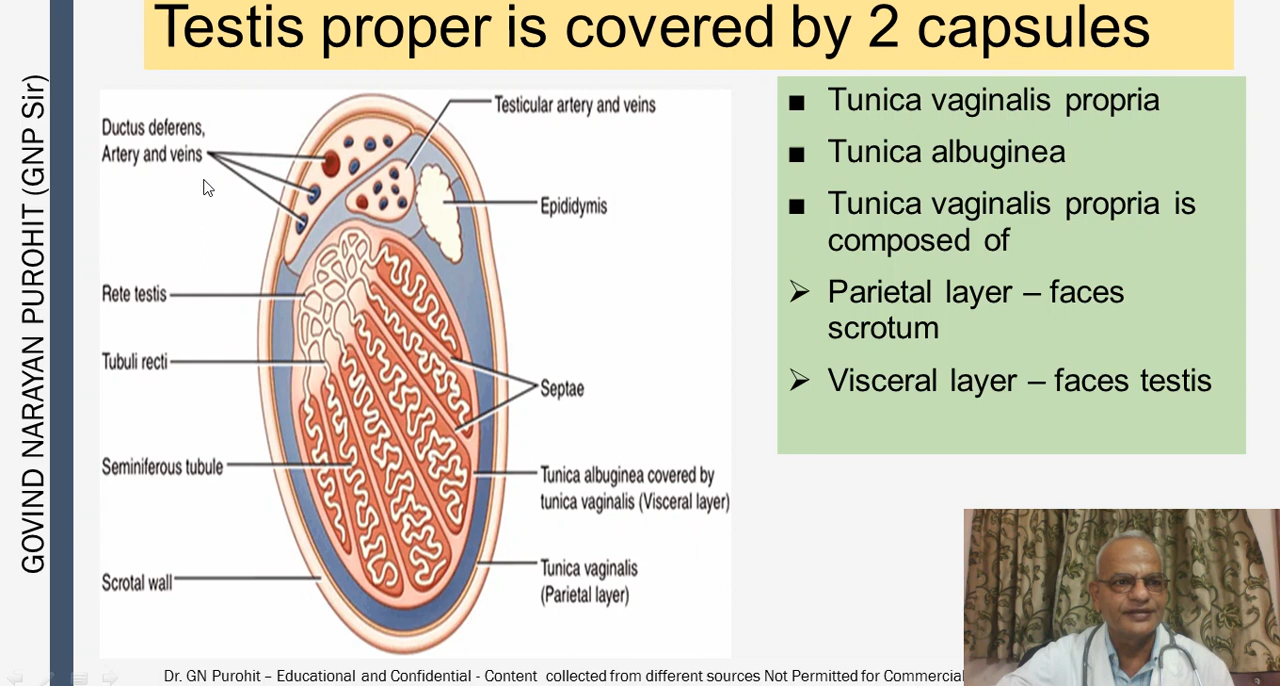 Testis proper is covered by 2 capsules
GOVIND NARAYAN PUROHIT (GNP Sir)
Ductus deferens,
Artery and veins
Rete testis
Tubuli recti
Seminiferous tubule
Scrotal wall
Testicular artery and veins
Epididymis
Septae
Tunica albuginea covered by
tunica vaginalis (Visceral layer)
Tunica vaginalis
(Parietal layer)
■ Tunica vaginalis propria
■ Tunica albuginea
■ Tunica vaginalis propria is
composed of
➢ Parietal layer – faces
scrotum
➢ Visceral layer – faces testis
Dr. GN Purohit – Educational and Confidential - Content collected from different sources Not Permitted for Commercial